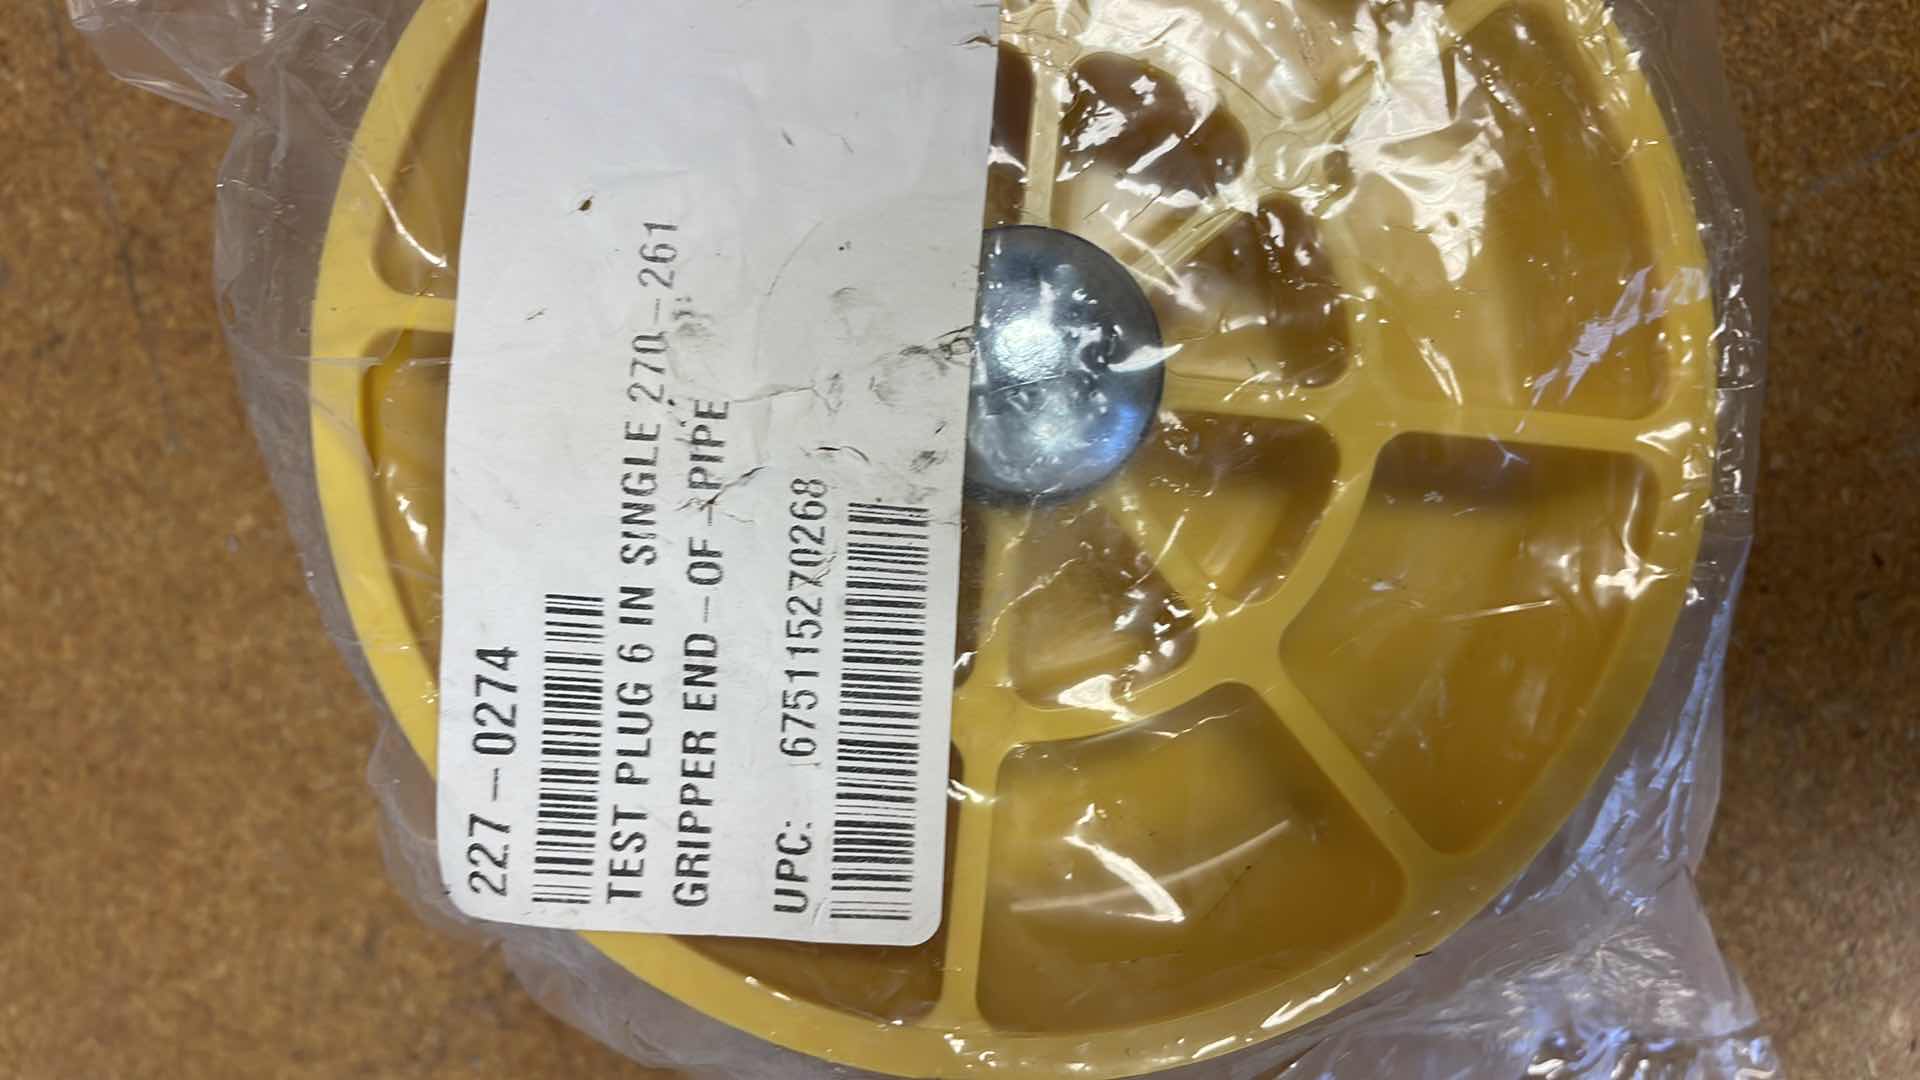 227-0274
TEST PLUG 6 IN SINGLE 270-261
GRIPPER END-OF-PIPE
UPC: 675115270268